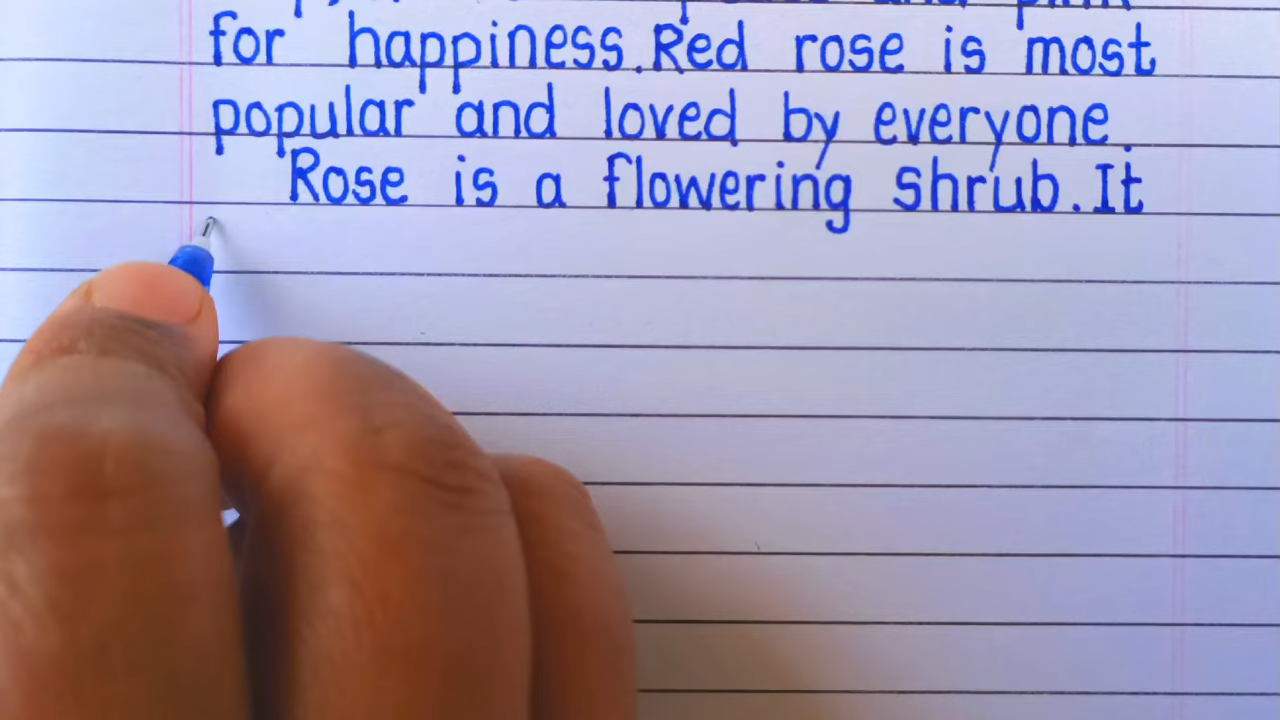 for happiness. Red rose is most
popular and loved by everyone.
Rose is a flowering shrub. It